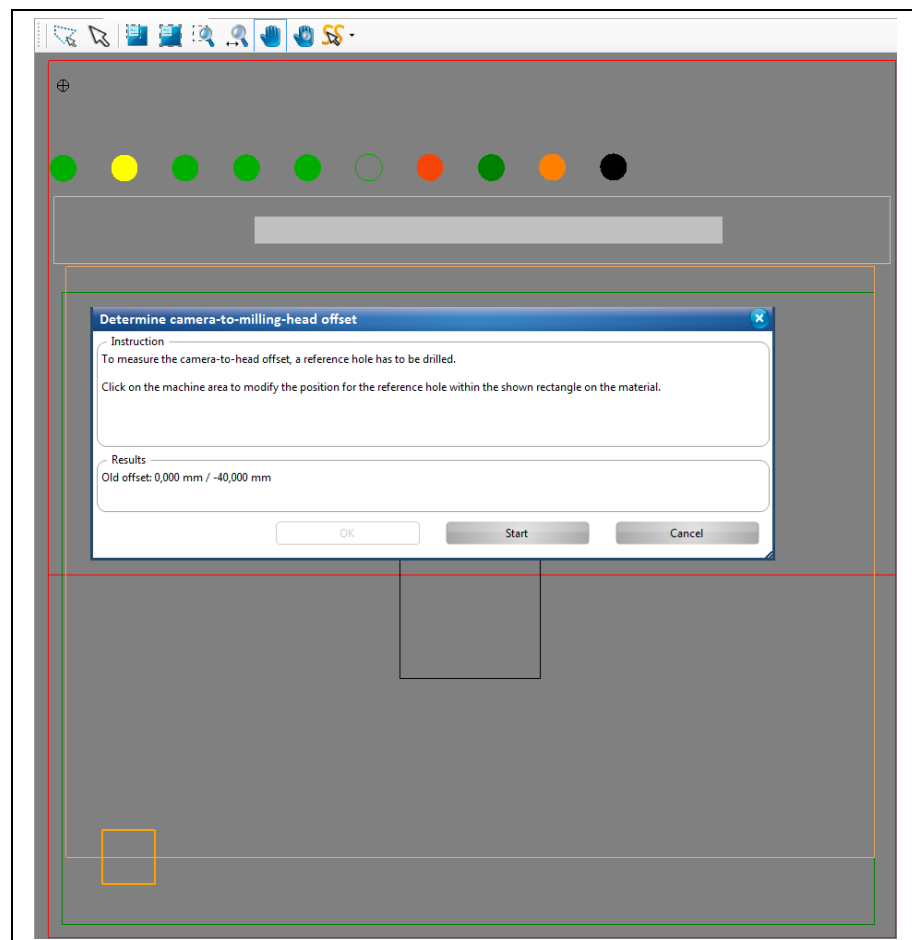 Determine camera-to-milling-head offset
Instruction
To measure the camera-to-head offset, a reference hole has to be drilled.
Click on the machine area to modify the position for the reference hole within the shown rectangle on the material.
Results
Old offset: 0,000 mm / -40,000 mm
OK
Start
Cancel